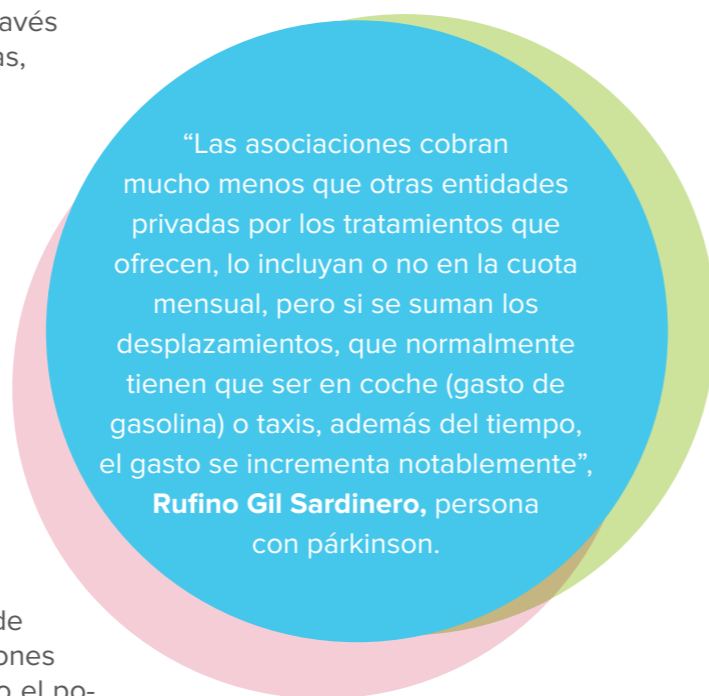 avés
as,
“Las asociaciones cobran
mucho menos que otras entidades
privadas por los tratamientos que
ofrecen, lo incluyan o no en la cuota
mensual, pero si se suman los
desplazamientos, que normalmente
tienen que ser en coche (gasto de
gasolina) o taxis, además del tiempo,
el gasto se incrementa notablemente”,
Rufino Gil Sardinero, persona
con párkinson.
de
ones
o el po-